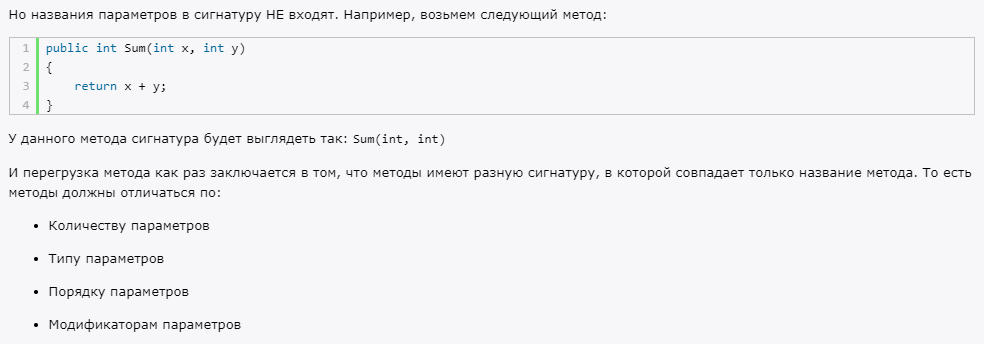 Но названия параметров в сигнатуру НЕ входят. Например, возьмем следующий метод:
1 public int Sum(int x, int y)
2 {
3     return x + y;
4 }
У данного метода сигнатура будет выглядеть так: Sum(int, int)
И перегрузка метода как раз заключается в том, что методы имеют разную сигнатуру, в которой совпадает только название метода. То есть
методы должны отличаться по:
• Количеству параметров
• Типу параметров
• Порядку параметров
• Модификаторам параметров